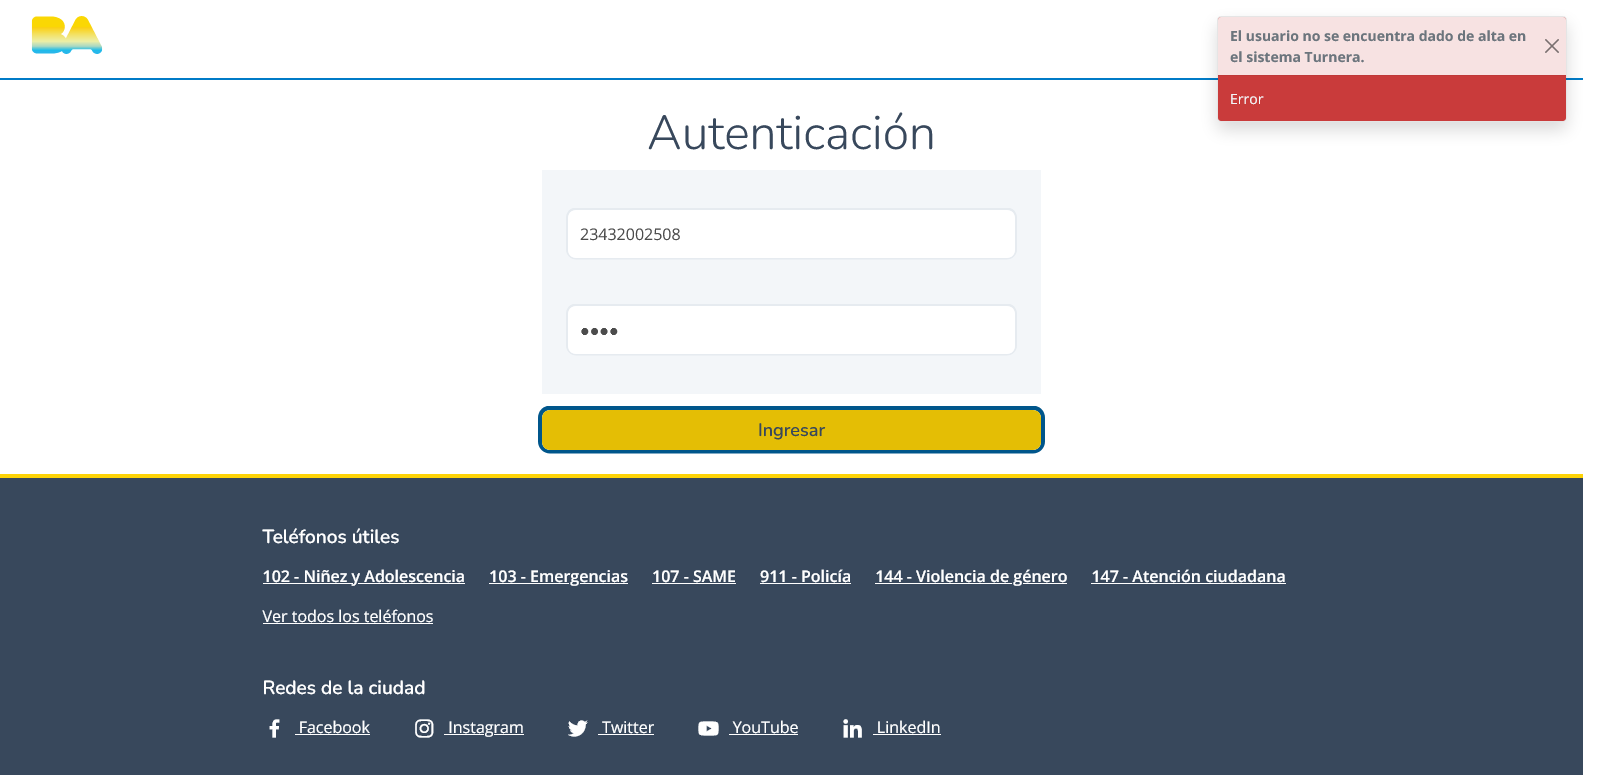 BA
El usuario no se encuentra dado de alta en
el sistema Turnera.
Error
Autenticación
23432002508
••••
Ingresar
Teléfonos útiles
102 - Niñez y Adolescencia 103 - Emergencias 107 - SAME 911 - Policía 144 - Violencia de género 147 - Atención ciudadana
Ver todos los teléfonos
Redes de la ciudad
Facebook Instagram Twitter YouTube LinkedIn